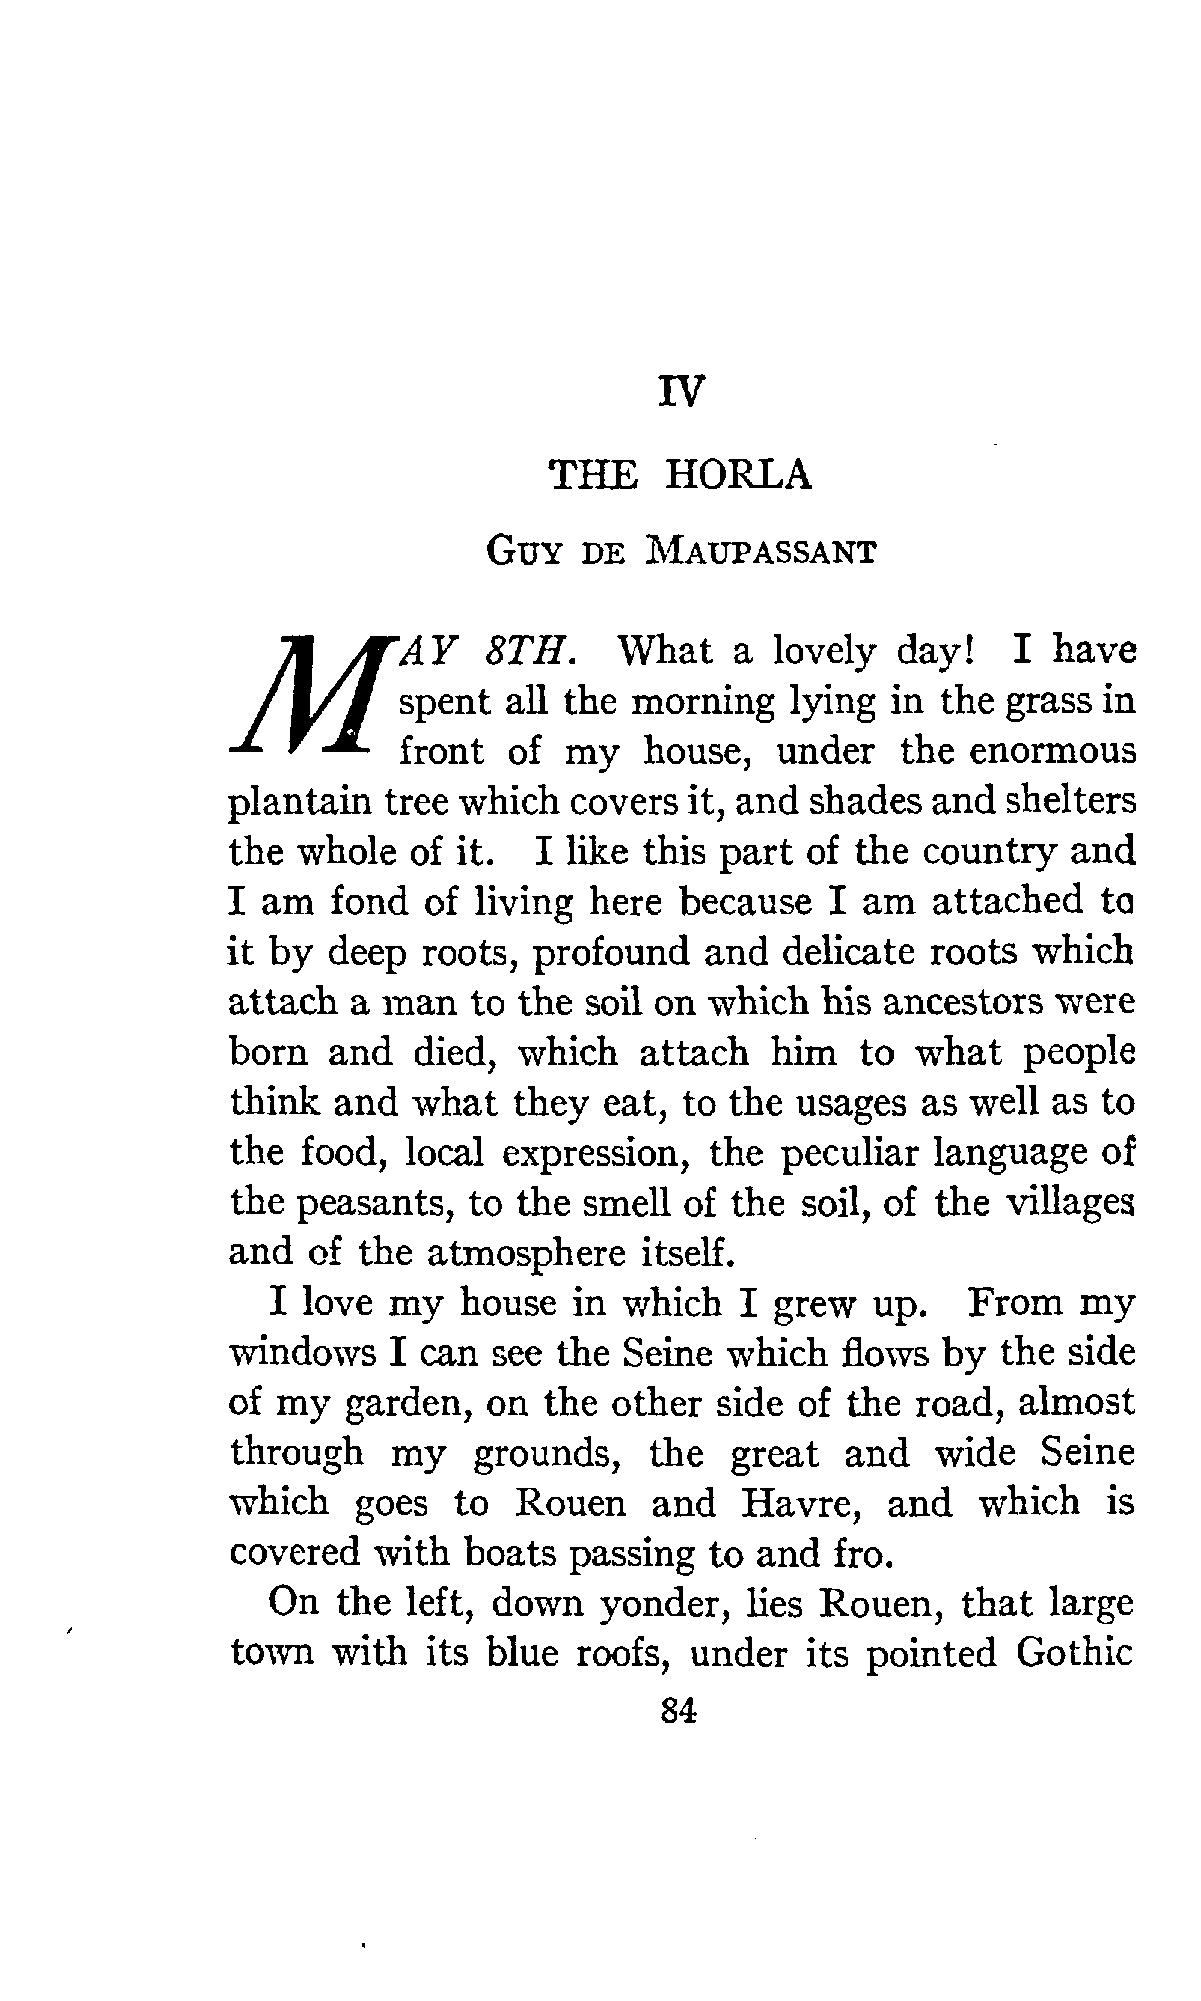 IV
THE HORLA
GUY DE MAUPASSANT
MAY 8TH. What a lovely day! I have
spent all the morning lying in the grass in
front of my house, under the enormous
plantain tree which covers it, and shades and shelters
the whole of it. I like this part of the country and
I am fond of living here because I am attached to
it by deep roots, profound and delicate roots which
attach a man to the soil on which his ancestors were
born and died, which attach him to what people
think and what they eat, to the usages as well as to
the food, local expression, the peculiar language of
the peasants, to the smell of the soil, of the villages
and of the atmosphere itself.
I love my house in which I grew up. From my
windows I can see the Seine which flows by the side
of my garden, on the other side of the road, almost
through my grounds, the great and wide Seine
which goes to Rouen and Havre, and which is
covered with boats passing to and fro.
On the left, down yonder, lies Rouen, that large
town with its blue roofs, under its pointed Gothic
84